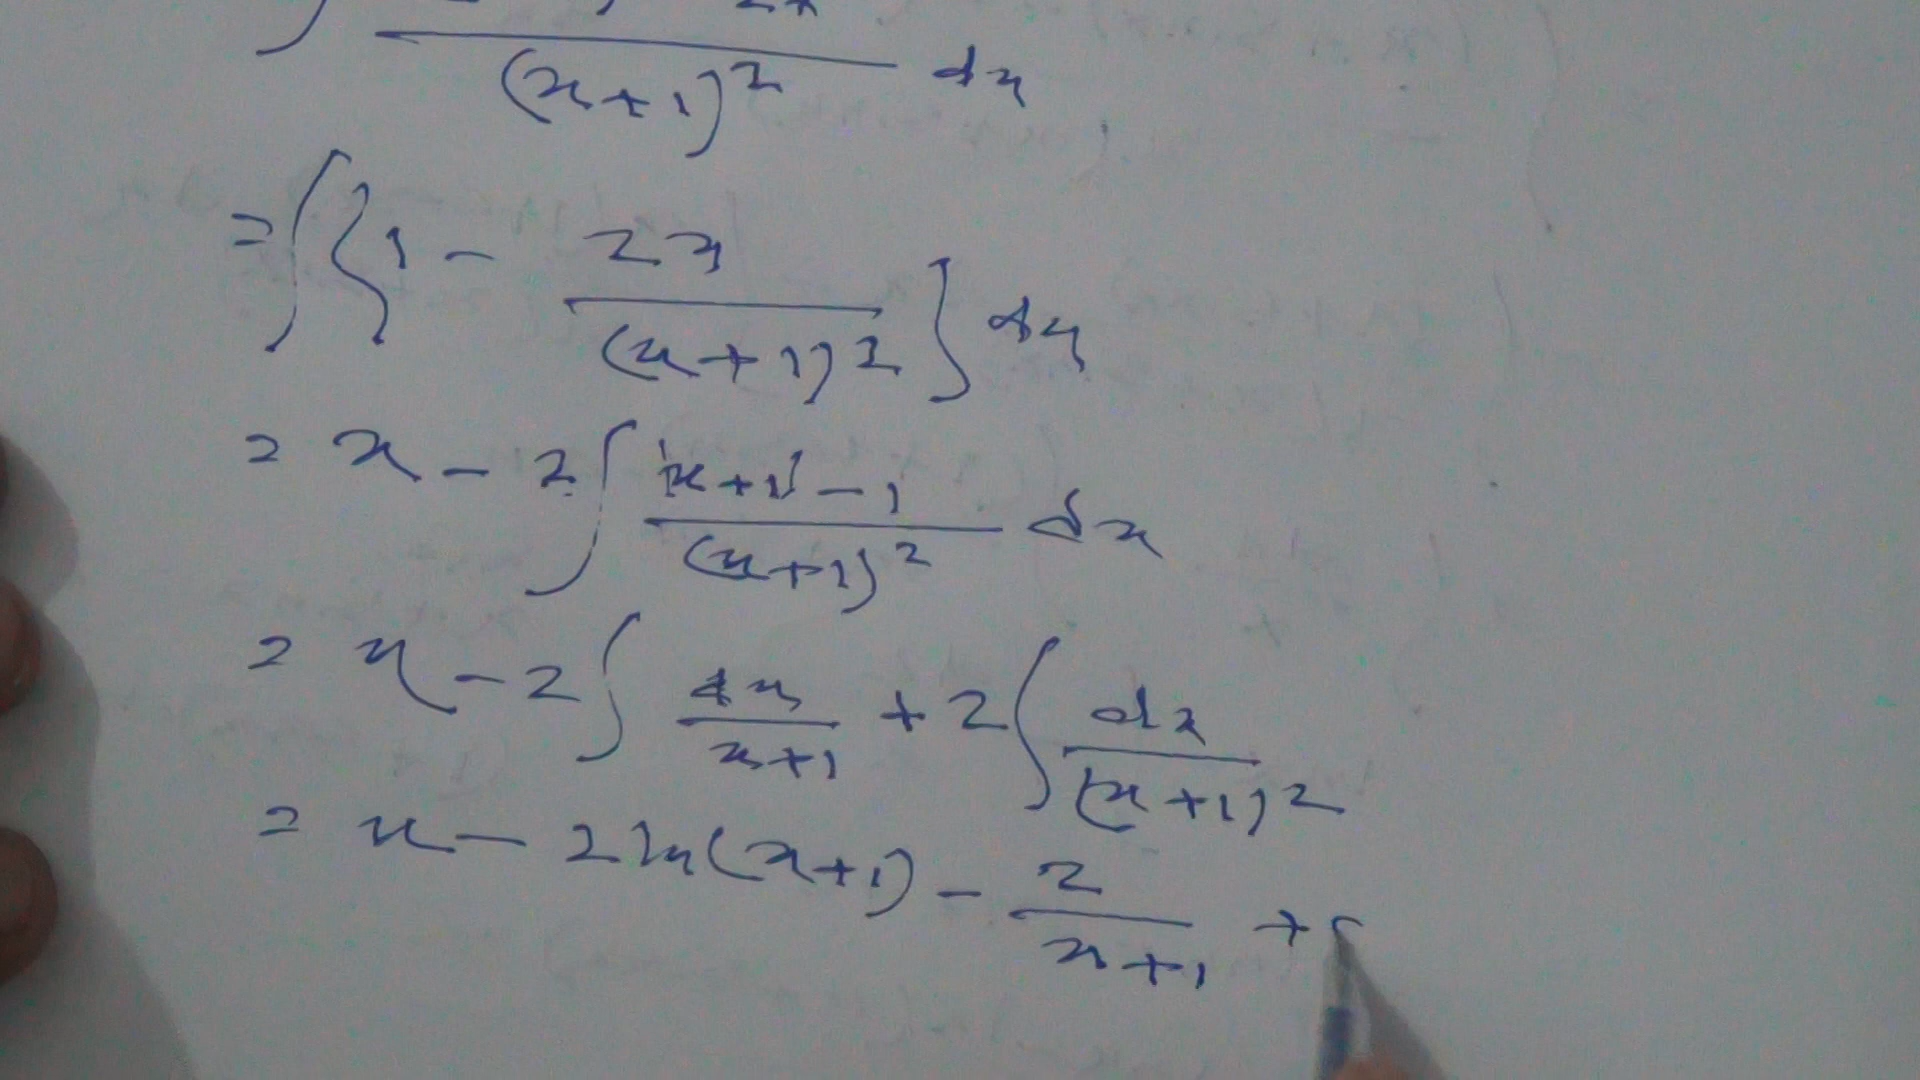 ∫ 2x / (x+1)² dx
= ∫ { 1 - 2x / (x+1)² } dx
= x - 2 ∫ (x+1) - 1 / (x+1)² dx
= x - 2 ∫ dx / x+1 + 2 ∫ dx / (x+1)²
= x - 2 ln(x+1) - 2 / x+1 +